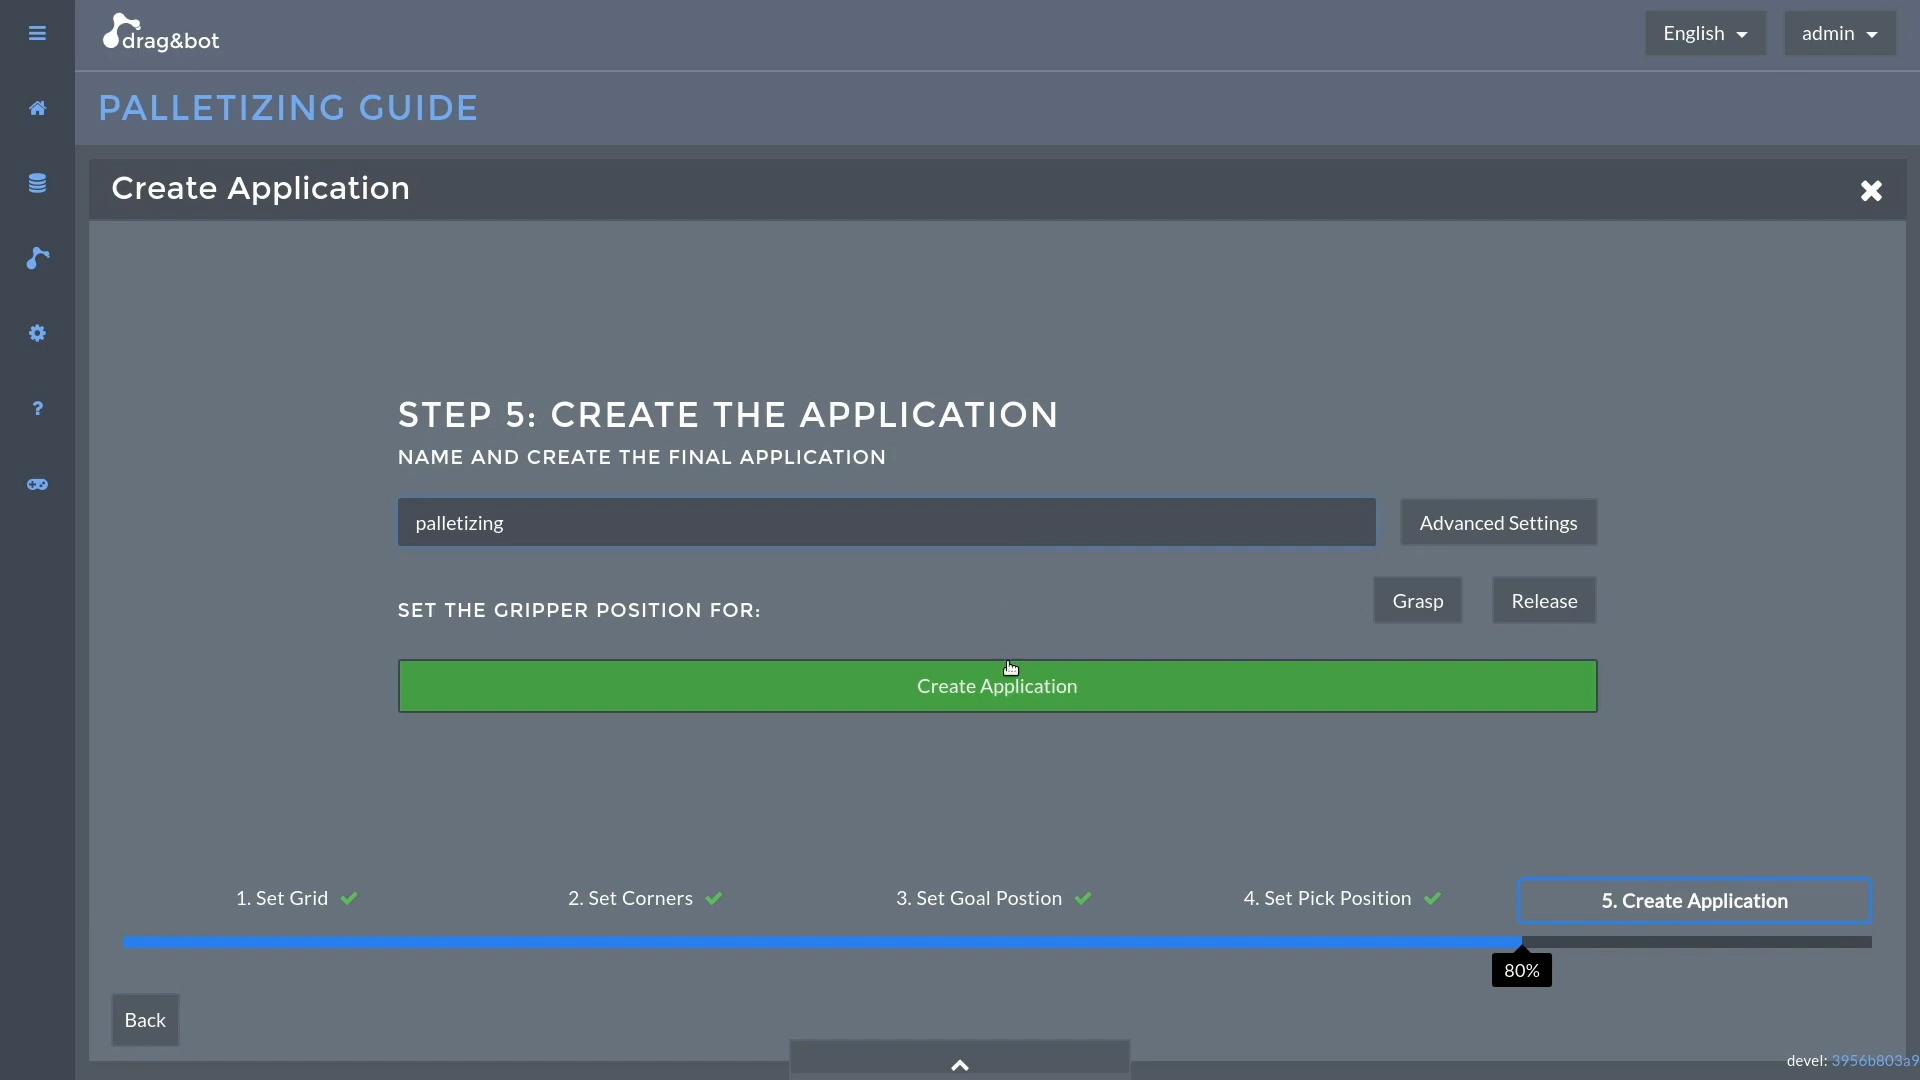 drag&bot
English
admin
PALLETIZING GUIDE
Create Application
STEP 5: CREATE THE APPLICATION
NAME AND CREATE THE FINAL APPLICATION
palletizing
Advanced Settings
SET THE GRIPPER POSITION FOR:
Grasp
Release
Create Application
1. Set Grid
2. Set Corners
3. Set Goal Postion
4. Set Pick Position
5. Create Application
80%
Back
devel: 3956b803a9